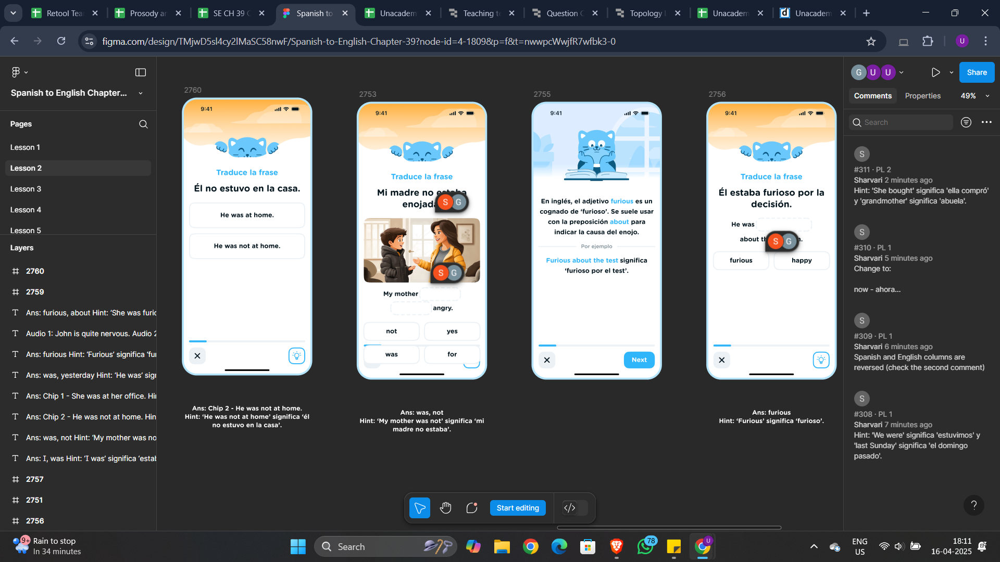 Retool Tea
Prosody ar
SE CH 39 C
Spanish to
Unacadem
Teaching te
Question C
Topology
Unacadem
Unacadem
figma.com/design/TMjwD5sl4cy2lMaSC58nwF/Spanish-to-English-Chapter-39?node-id=4-1809&p=f&t=nwwpcWwjfR7wfbk3-0
U
Spanish to English Chapter...
Pages
Lesson 1
Lesson 2
Lesson 3
Lesson 4
Lesson 5
Layers
2760
2759
Ans: furious, about Hint: ‘She was furio
Audio 1: John is quite nervous. Audio 2
Ans: furious Hint: ‘Furious’ significa ‘fur
Ans: was, yesterday Hint: ‘He was’ sign
Ans: Chip 1 - She was at her office. Hin
Ans: Chip 2 - He was not at home. Hin
Ans: was, not Hint: ‘My mother was no
Ans: I, was Hint: ‘I was’ significa ‘estab
2757
2751
2756
2760
9:41
Traduce la frase
Él no estuvo en la casa.
He was at home.
He was not at home.
Ans: Chip 2 - He was not at home.
Hint: ‘He was not at home’ significa ‘él
no estuvo en la casa’.
2753
9:41
Traduce la frase
Mi madre no estaba
enojada
S G
S G
My mother
angry.
not
yes
was
for
Ans: was, not
Hint: ‘My mother was not’ significa ‘mi
madre no estaba’.
2755
9:41
En inglés, el adjetivo furious es un
cognado de ‘furioso’. Se suele usar
con la preposición about para
indicar la causa del enojo.
Por ejemplo
Furious about the test significa
‘furioso por el test’.
Next
2756
9:41
Traduce la frase
Él estaba furioso por la
decisión.
He was
about th
n.
S G
furious
happy
Ans: furious
Hint: ‘Furious’ significa ‘furioso’.
Start editing
G U U
Share
Comments
Properties
49%
Search
S
#311 · PL 2
Sharvari 2 minutes ago
Hint: 'She bought' significa 'ella compró'
y 'grandmother' significa 'abuela'.
S
#310 · PL 1
Sharvari 5 minutes ago
Change to:
now - ahora...
S
#309 · PL 1
Sharvari 6 minutes ago
Spanish and English columns are
reversed (check the second comment)
S
#308 · PL 1
Sharvari 7 minutes ago
Hint: 'We were' significa 'estuvimos' y
'last Sunday' significa 'el domingo
pasado'.
?
9+
Rain to stop
In 34 minutes
Search
78
U
ENG
US
18:11
16-04-2025